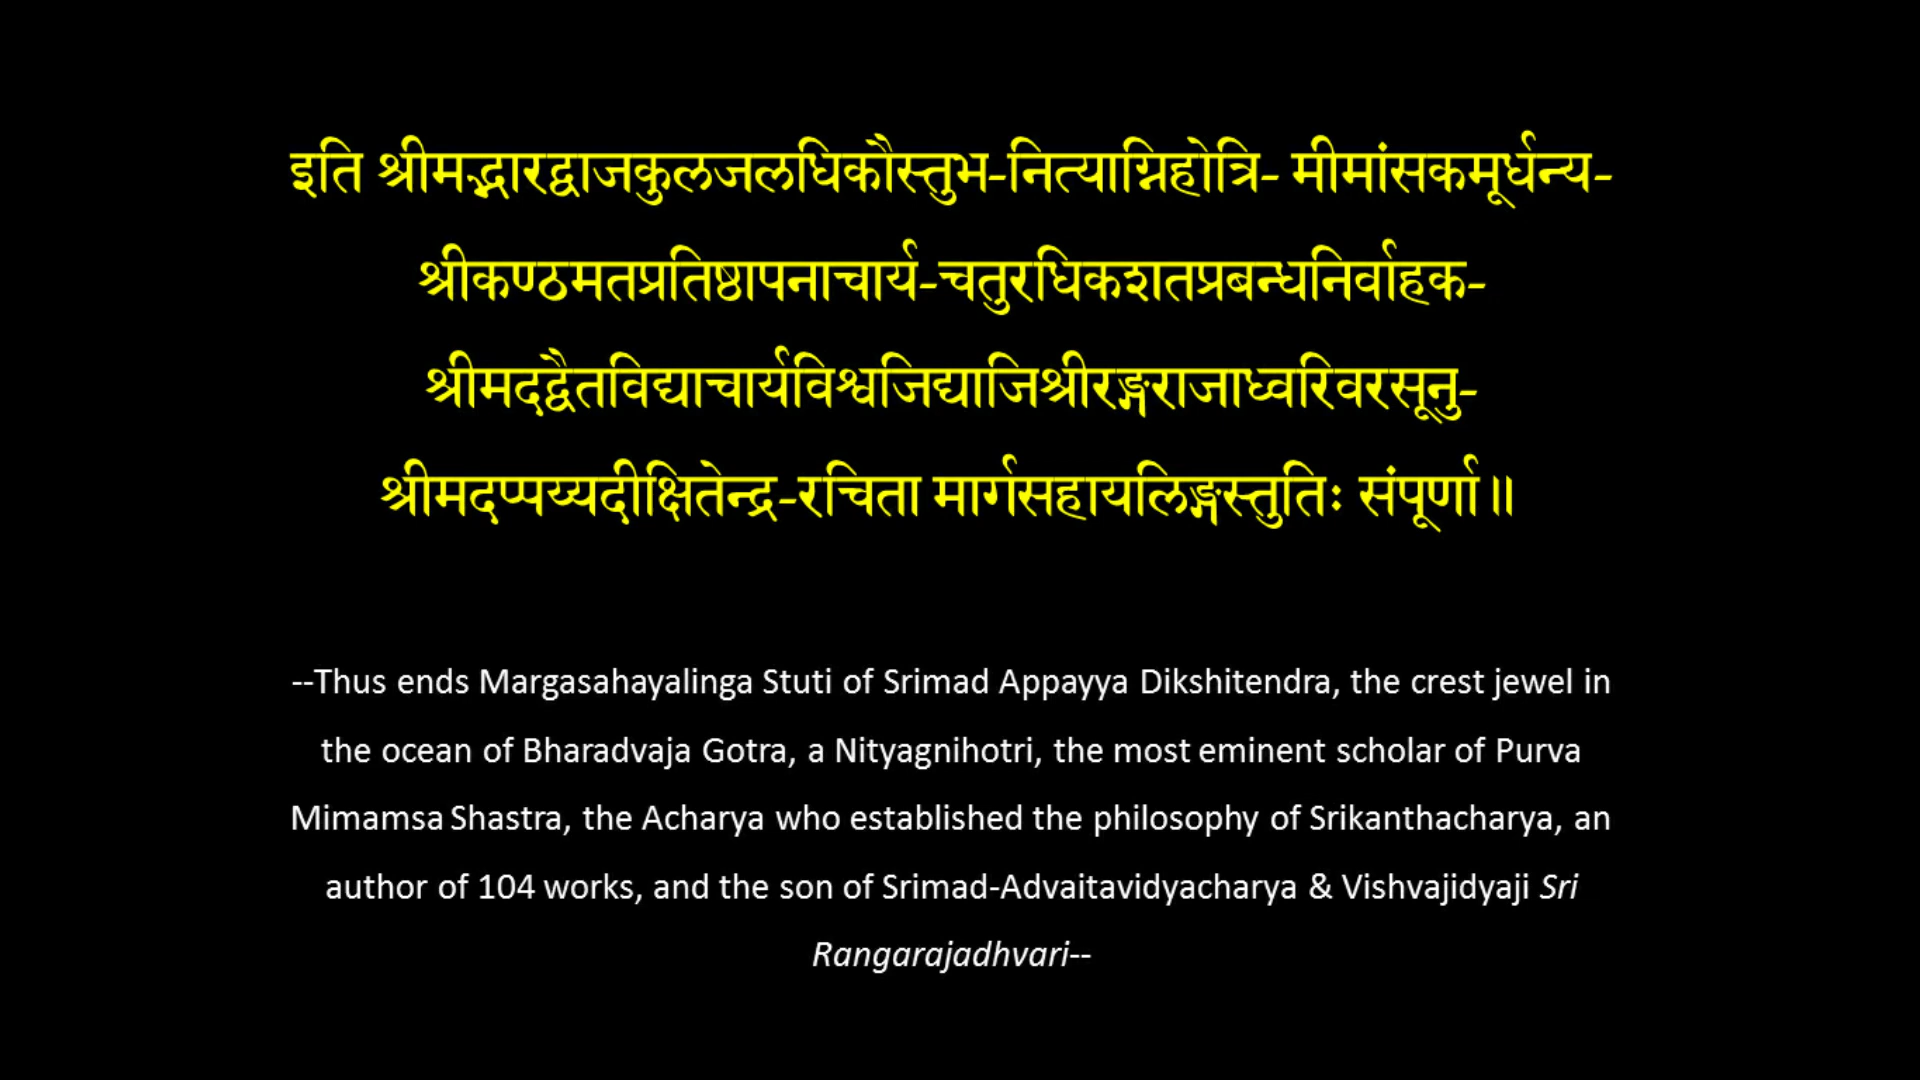 इति श्रीमद्भारद्वाजकुलजलधिकौस्तुभ-नित्याग्निहोत्रि- मीमांसकमूर्धन्य-
श्रीकण्ठमतप्रतिष्ठापनाचार्य-चतुरधिकशतप्रबन्धनिर्वाहक-
श्रीमदद्वैतविद्याचार्यविश्वजिद्याजिश्रीरङ्गराजाध्वरिवरसूनु-
श्रीमदप्पय्यदीक्षितेन्द्र-रचिता मार्गसहायलिङ्गस्तुतिः संपूर्णा॥
--Thus ends Margasahayalinga Stuti of Srimad Appayya Dikshitendra, the crest jewel in
the ocean of Bharadvaja Gotra, a Nityagnihotri, the most eminent scholar of Purva
Mimamsa Shastra, the Acharya who established the philosophy of Srikanthacharya, an
author of 104 works, and the son of Srimad-Advaitavidyacharya & Vishvajidyaji Sri
Rangarajadhvari--